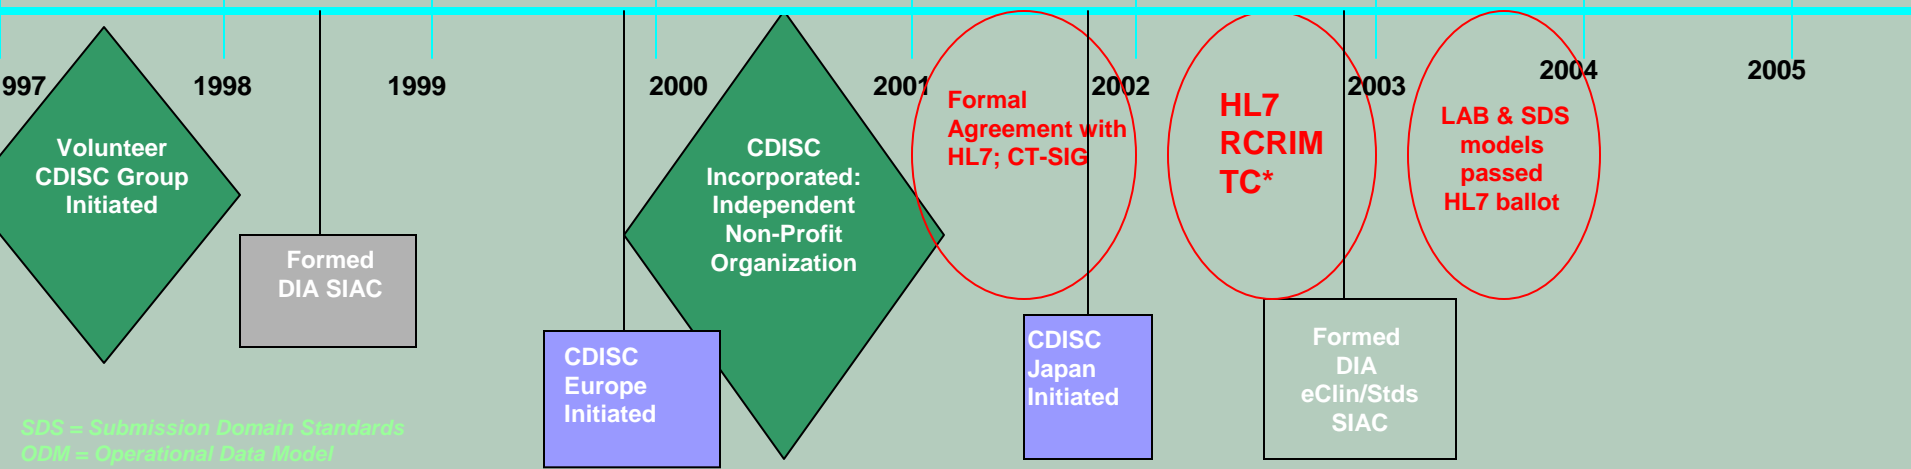 997
1998
1999
2000
2001
2002
2003
2004
2005
Volunteer
CDISC Group
Initiated
Formed
DIA SIAC
CDISC
Europe
Initiated
CDISC
Incorporated:
Independent
Non-Profit
Organization
Formal
Agreement with
HL7; CT-SIG
CDISC
Japan
Initiated
HL7
RCRIM
TC*
Formed
DIA
eClin/Stds
SIAC
LAB & SDS
models
passed
HL7 ballot
SDS = Submission Domain Standards
ODM = Operational Data Model